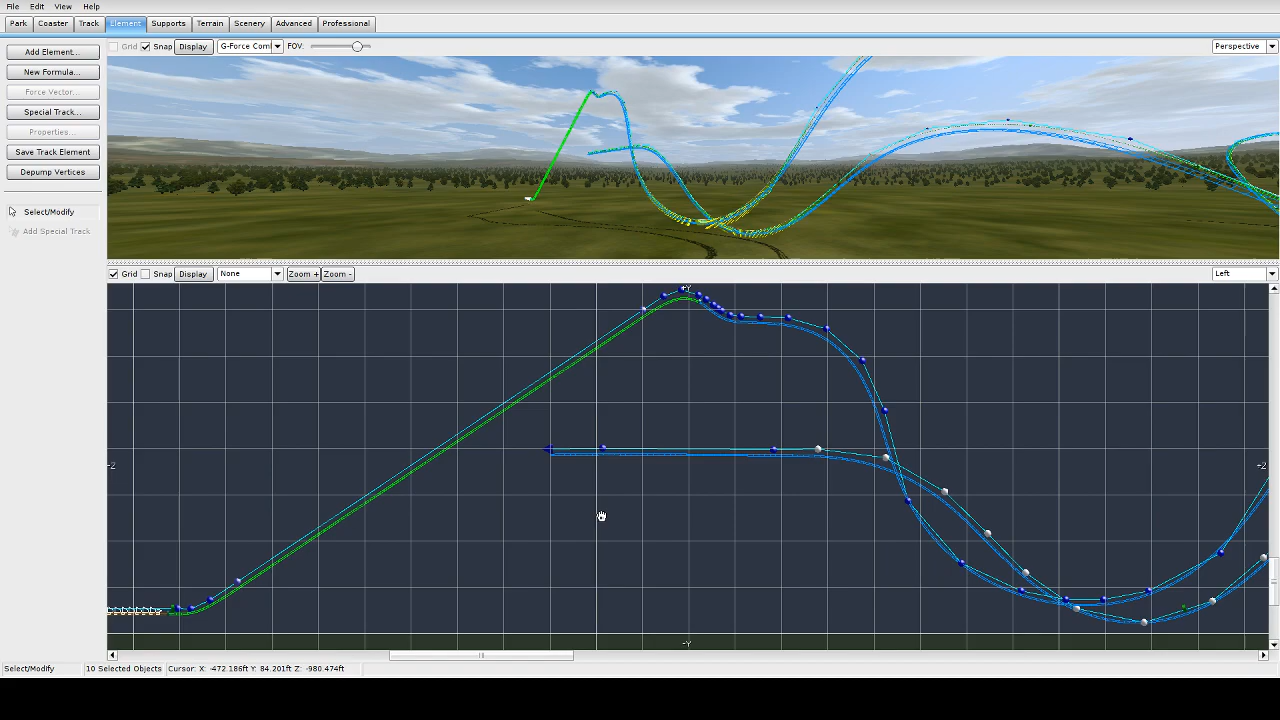 File Edit View Help
Park Coaster Track Element Supports Terrain Scenery Advanced Professional
Add Element... Grid Snap Display G-Force Com FOV: Perspective
New Formula...
Force Vector...
Special Track...
Properties...
Save Track Element
Depump Vertices
Select/Modify
Add Special Track
Grid Snap Display None Zoom + Zoom - Left
+Y
-Z +Z
-Y
Select/Modify 10 Selected Objects Cursor: X: -472.186ft Y: 84.201ft Z: -980.474ft